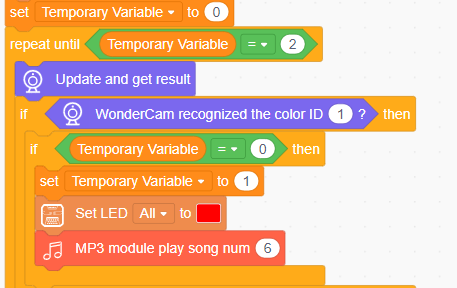 set Temporary Variable to 0
repeat until Temporary Variable = 2
Update and get result
if WonderCam recognized the color ID 1 ? then
if Temporary Variable = 0 then
set Temporary Variable to 1
Set LED All to
MP3 module play song num 6